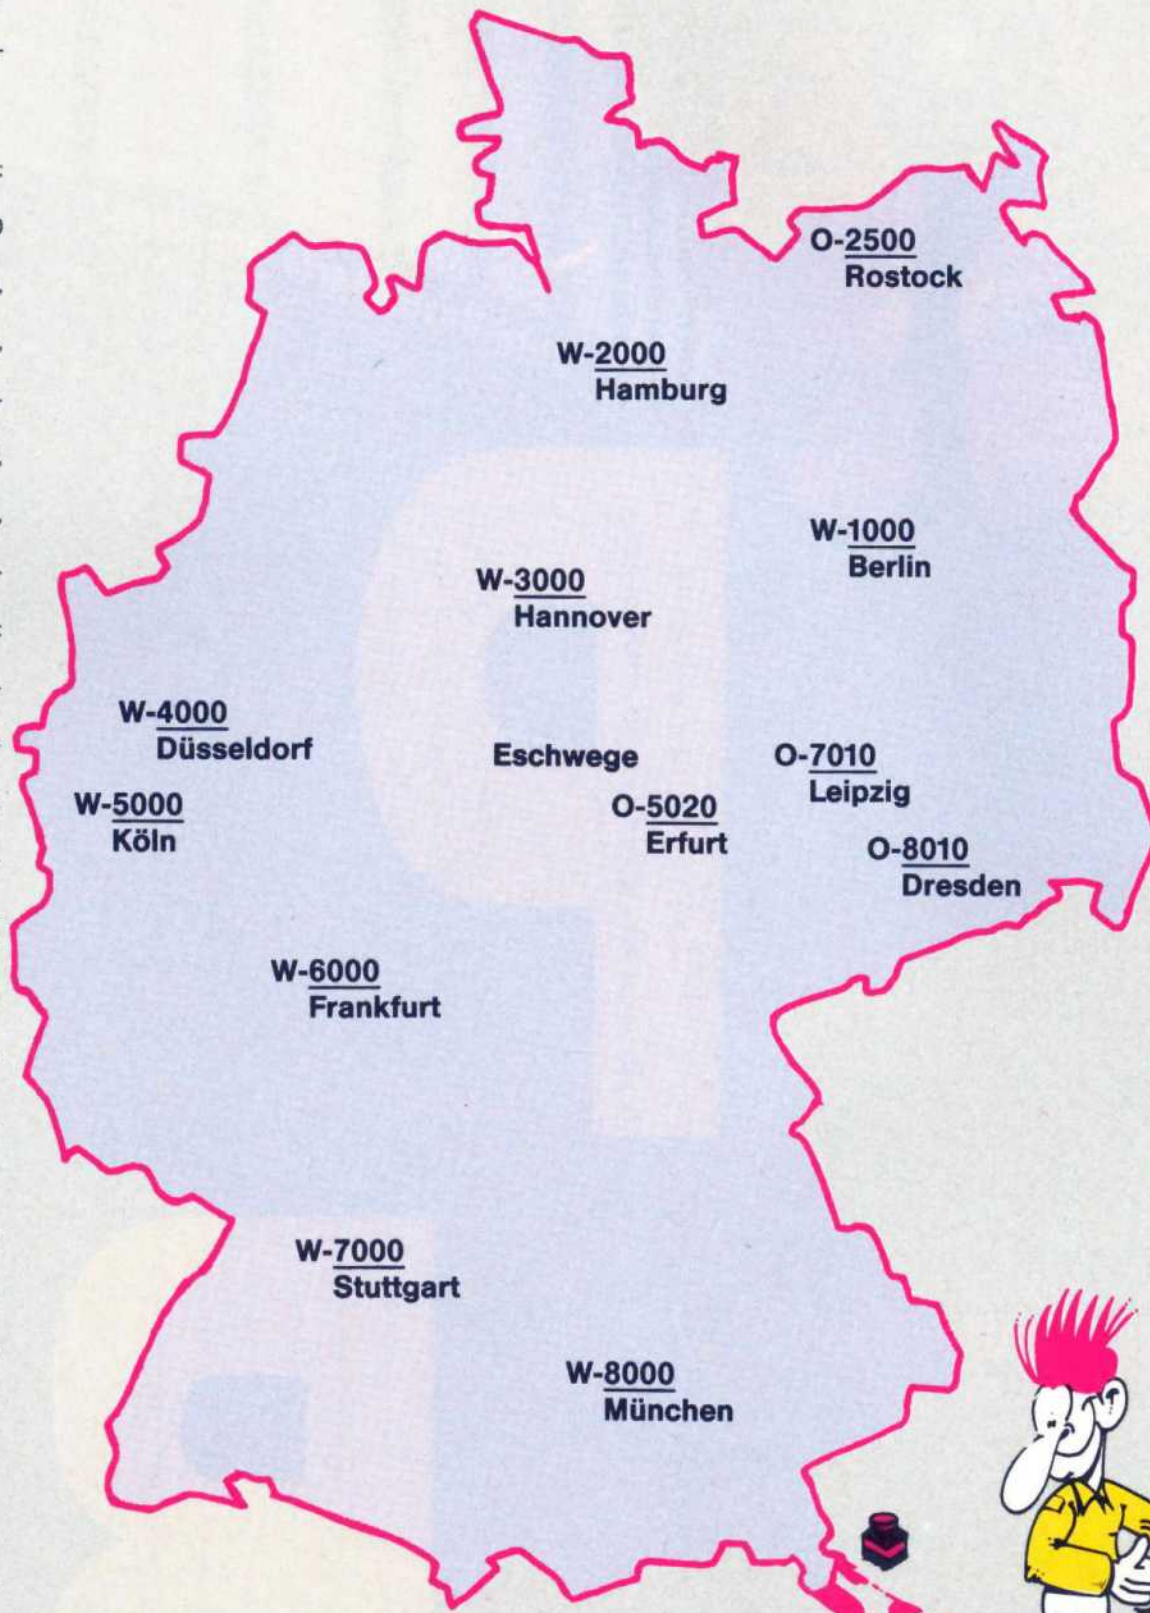 O-2500
Rostock
W-2000
Hamburg
W-1000
Berlin
W-3000
Hannover
W-4000
Düsseldorf
Eschwege
O-7010
Leipzig
W-5000
Köln
O-5020
Erfurt
O-8010
Dresden
W-6000
Frankfurt
W-7000
Stuttgart
W-8000
München